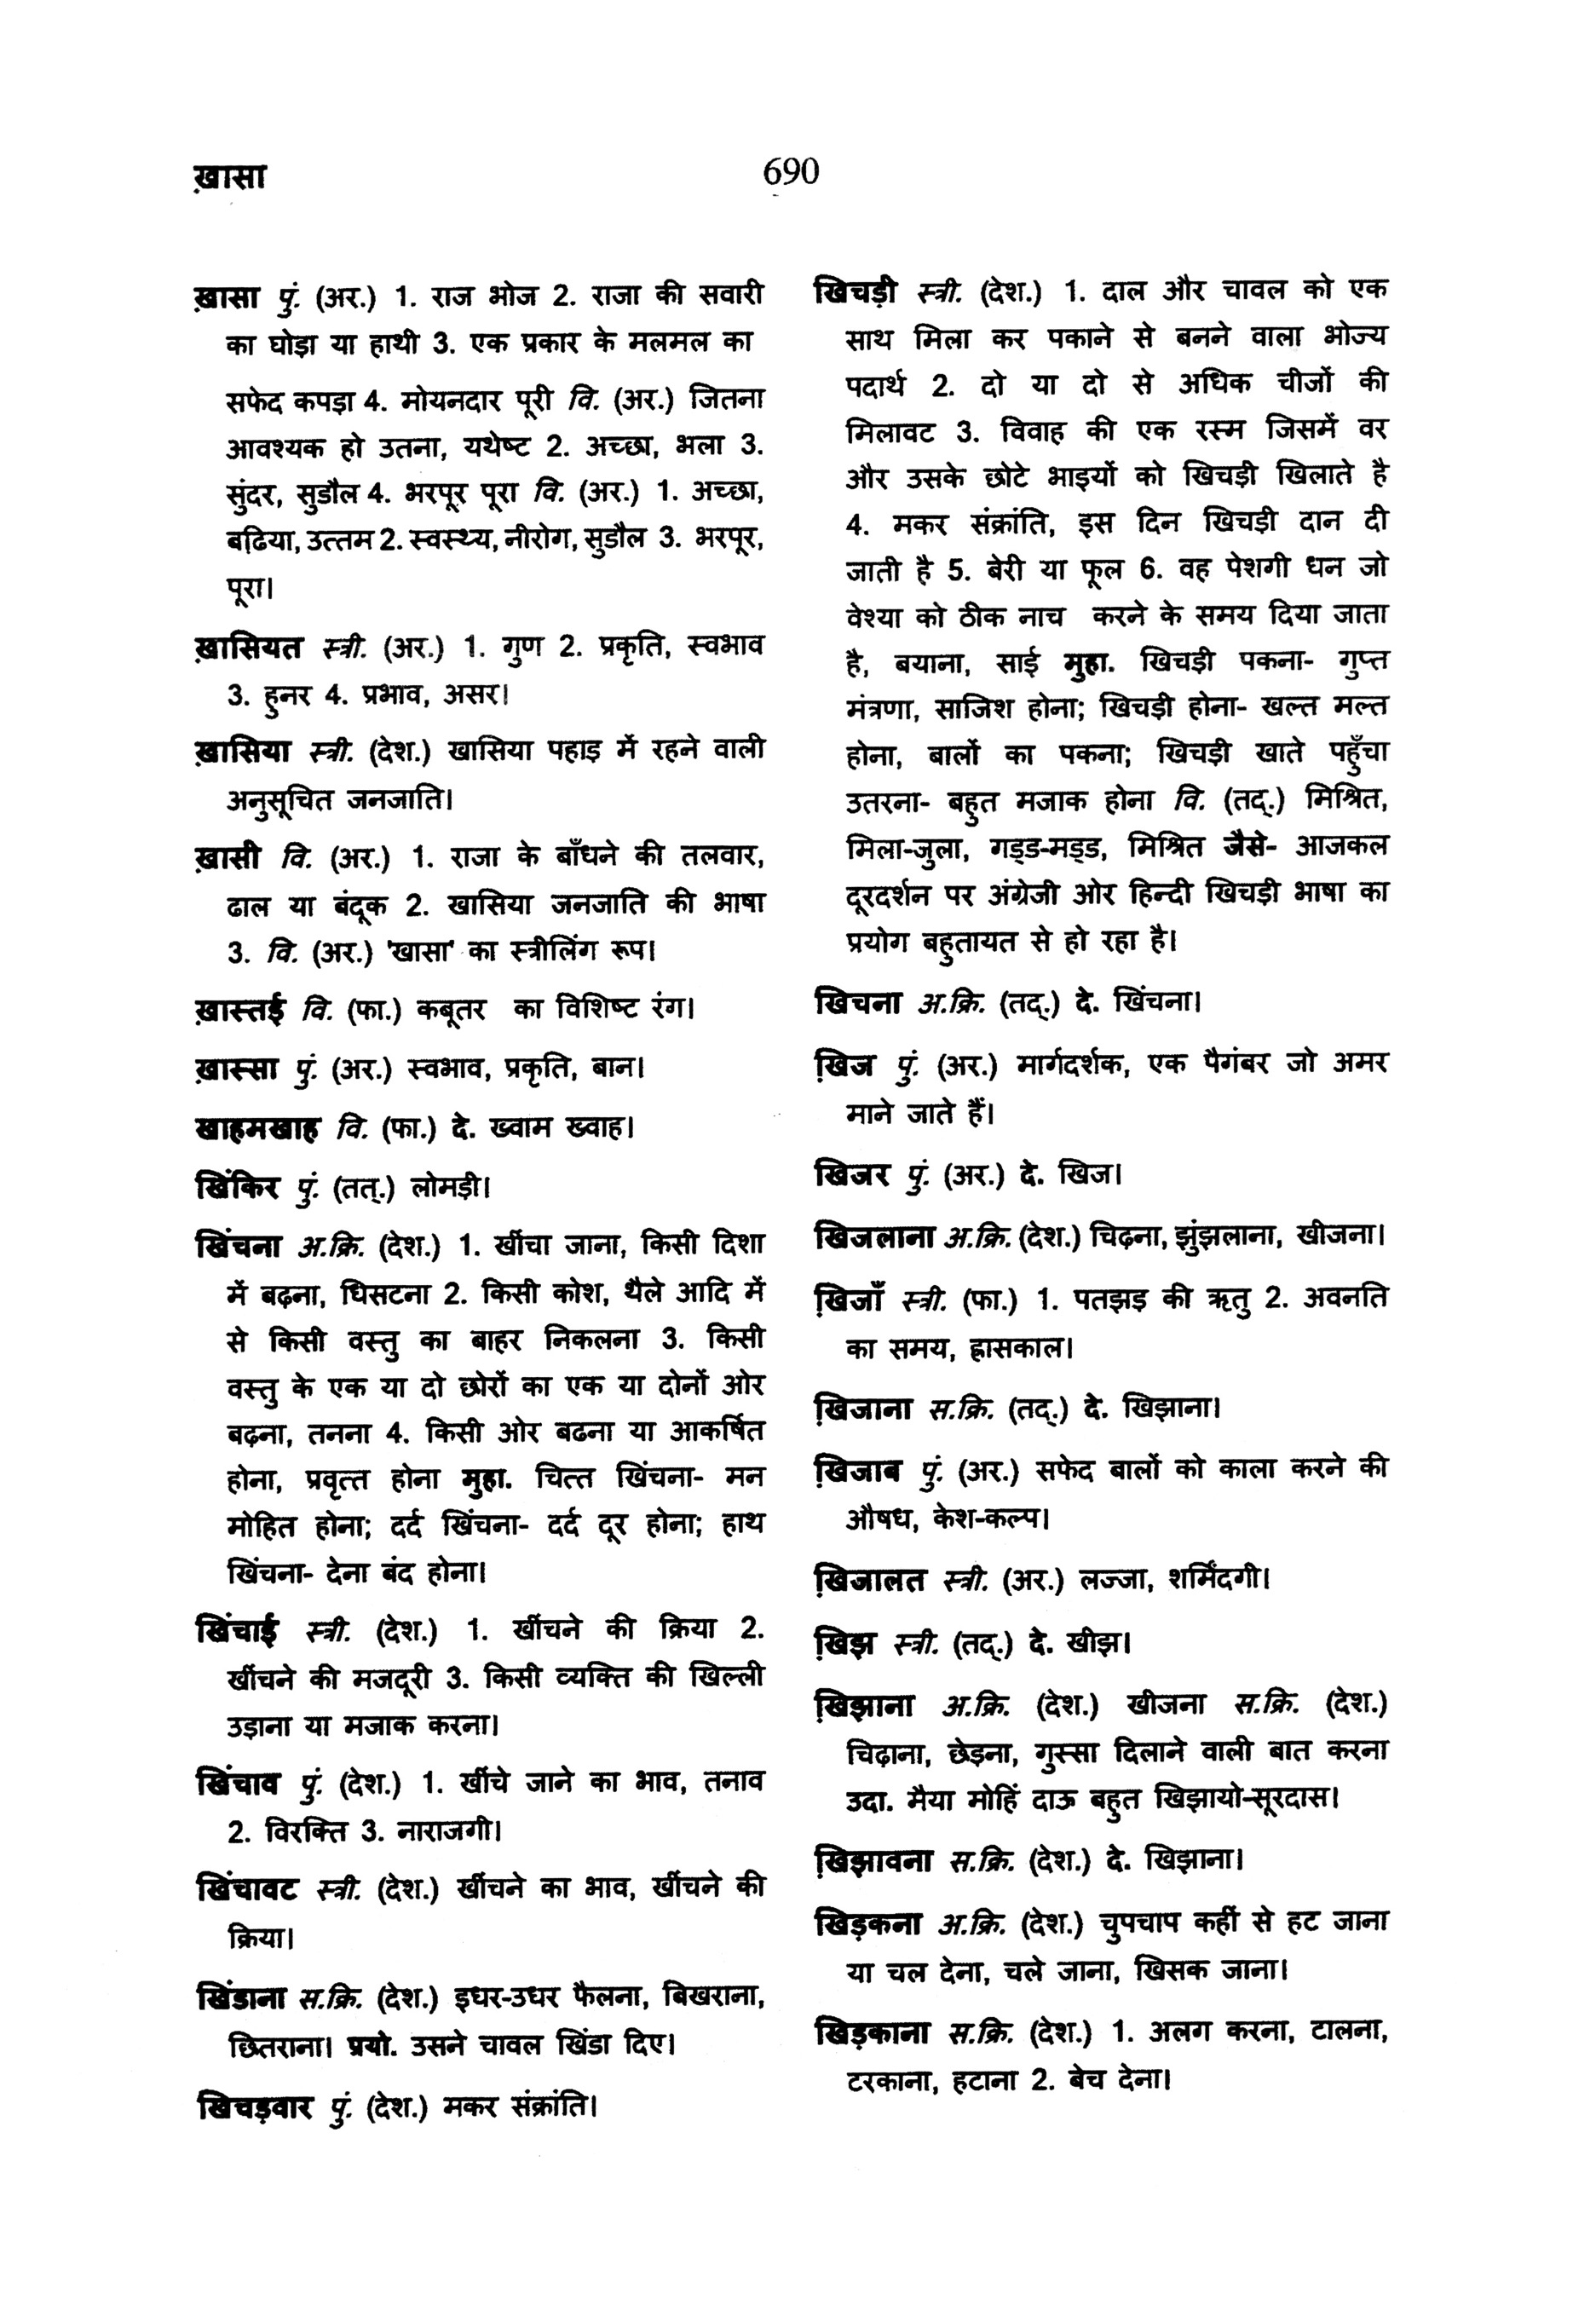 ख़ासा
690
ख़ासा पुं. (अर.) 1. राज भोज 2. राजा की सवारी
का घोड़ा या हाथी 3. एक प्रकार के मलमल का
सफेद कपड़ा 4. मोयनदार पूरी वि. (अर.) जितना
आवश्यक हो उतना, यथेष्ट 2. अच्छा, भला 3.
सुंदर, सुडौल 4. भरपूर पूरा वि. (अर.) 1. अच्छा,
बढि़या, उत्तम 2. स्वस्थ्य, नीरोग, सुडौल 3. भरपूर,
पूरा।
ख़ासियत स्त्री. (अर.) 1. गुण 2. प्रकृति, स्वभाव
3. हुनर 4. प्रभाव, असर।
ख़ासिया स्त्री. (देश.) खासिया पहाड़ में रहने वाली
अनुसूचित जनजाति।
ख़ासी वि. (अर.) 1. राजा के बाँधने की तलवार,
ढाल या बंदूक 2. खासिया जनजाति की भाषा
3. वि. (अर.) 'खासा' का स्त्रीलिंग रूप।
ख़ास्तई वि. (फा.) कबूतर का विशिष्ट रंग।
ख़ास्सा पुं. (अर.) स्वभाव, प्रकृति, बान।
खाहमखाह वि. (फा.) दे. ख्वाम ख्वाह।
खिंकिर पुं. (तत्.) लोमड़ी।
खिंचना अ.क्रि. (देश.) 1. खींचा जाना, किसी दिशा
में बढ़ना, घिसटना 2. किसी कोश, थैले आदि में
से किसी वस्तु का बाहर निकलना 3. किसी
वस्तु के एक या दो छोरों का एक या दोनों ओर
बढ़ना, तनना 4. किसी ओर बढना या आकर्षित
होना, प्रवृत्त होना मुहा. चित्त खिंचना- मन
मोहित होना; दर्द खिंचना- दर्द दूर होना; हाथ
खिंचना- देना बंद होना।
खिंचाई स्त्री. (देश.) 1. खींचने की क्रिया 2.
खींचने की मजदूरी 3. किसी व्यक्ति की खिल्ली
उड़ाना या मजाक करना।
खिंचाव पुं. (देश.) 1. खींचे जाने का भाव, तनाव
2. विरक्ति 3. नाराजगी।
खिंचावट स्त्री. (देश.) खींचने का भाव, खींचने की
क्रिया।
खिंडाना स.क्रि. (देश.) इधर-उधर फैलना, बिखराना,
छितराना। प्रयो. उसने चावल खिंडा दिए।
खिचड़वार पुं. (देश.) मकर संक्रांति।
खिचड़ी स्त्री. (देश.) 1. दाल और चावल को एक
साथ मिला कर पकाने से बनने वाला भोज्य
पदार्थ 2. दो या दो से अधिक चीजों की
मिलावट 3. विवाह की एक रस्म जिसमें वर
और उसके छोटे भाइयों को खिचड़ी खिलाते है
4. मकर संक्रांति, इस दिन खिचड़ी दान दी
जाती है 5. बेरी या फूल 6. वह पेशगी धन जो
वेश्या को ठीक नाच करने के समय दिया जाता
है, बयाना, साई मुहा. खिचड़ी पकना- गुप्त
मंत्रणा, साजिश होना; खिचड़ी होना- खल्त मल्त
होना, बालों का पकना; खिचड़ी खाते पहुँचा
उतरना- बहुत मजाक होना वि. (तद्.) मिश्रित,
मिला-जुला, गड्ड-मड्ड, मिश्रित जैसे- आजकल
दूरदर्शन पर अंग्रेजी ओर हिन्दी खिचड़ी भाषा का
प्रयोग बहुतायत से हो रहा है।
खिचना अ.क्रि. (तद्.) दे. खिंचना।
ख़िज पुं. (अर.) मार्गदर्शक, एक पैगंबर जो अमर
माने जाते हैं।
खिजर पुं. (अर.) दे. खिज।
खिजलाना अ.क्रि. (देश.) चिढ़ना, झुंझलाना, खीजना।
ख़िजाँ स्त्री. (फा.) 1. पतझड़ की ऋतु 2. अवनति
का समय, ह्रासकाल।
ख़िजाना स.क्रि. (तद्.) दे. खिझाना।
ख़िजाब पुं. (अर.) सफेद बालों को काला करने की
औषध, केश-कल्प।
ख़िजालत स्त्री. (अर.) लज्जा, शर्मिंदगी।
ख़िझ स्त्री. (तद्.) दे. खीझ।
ख़िझाना अ.क्रि. (देश.) खीजना स.क्रि. (देश.)
चिढ़ाना, छेड़ना, गुस्सा दिलाने वाली बात करना
उदा. मैया मोहिं दाऊ बहुत खिझायो-सूरदास।
ख़िझावना स.क्रि. (देश.) दे. खिझाना।
खिड़कना अ.क्रि. (देश.) चुपचाप कहीं से हट जाना
या चल देना, चले जाना, खिसक जाना।
खिड़काना स.क्रि. (देश.) 1. अलग करना, टालना,
टरकाना, हटाना 2. बेच देना।